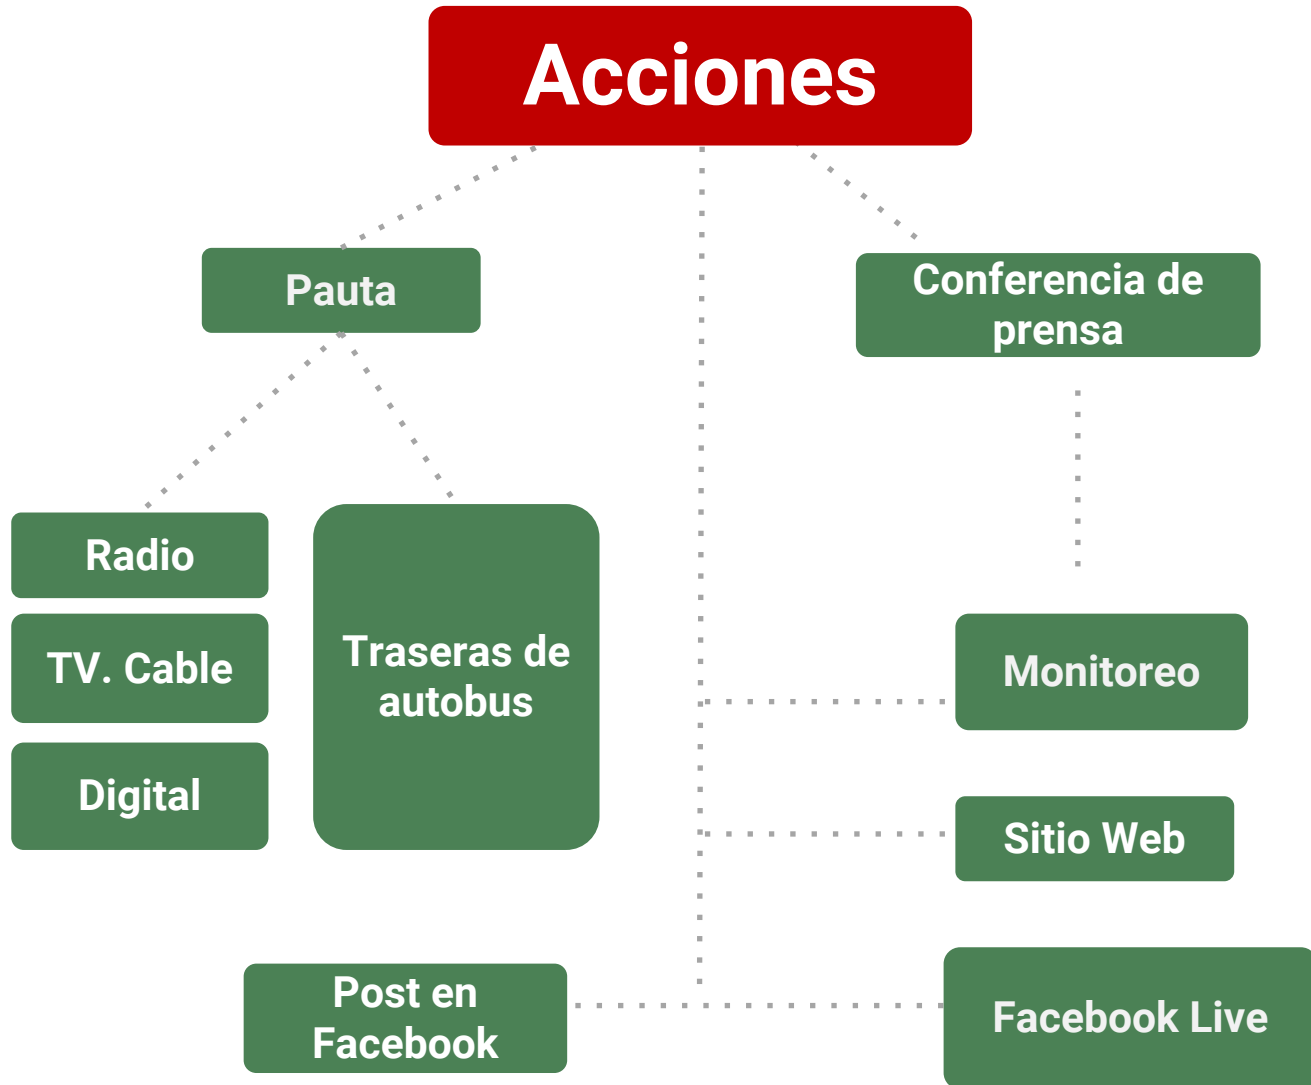 Acciones
Pauta
Conferencia de
prensa
Radio
TV. Cable
Digital
Traseras de
autobus
Monitoreo
Sitio Web
Post en
Facebook
Facebook Live